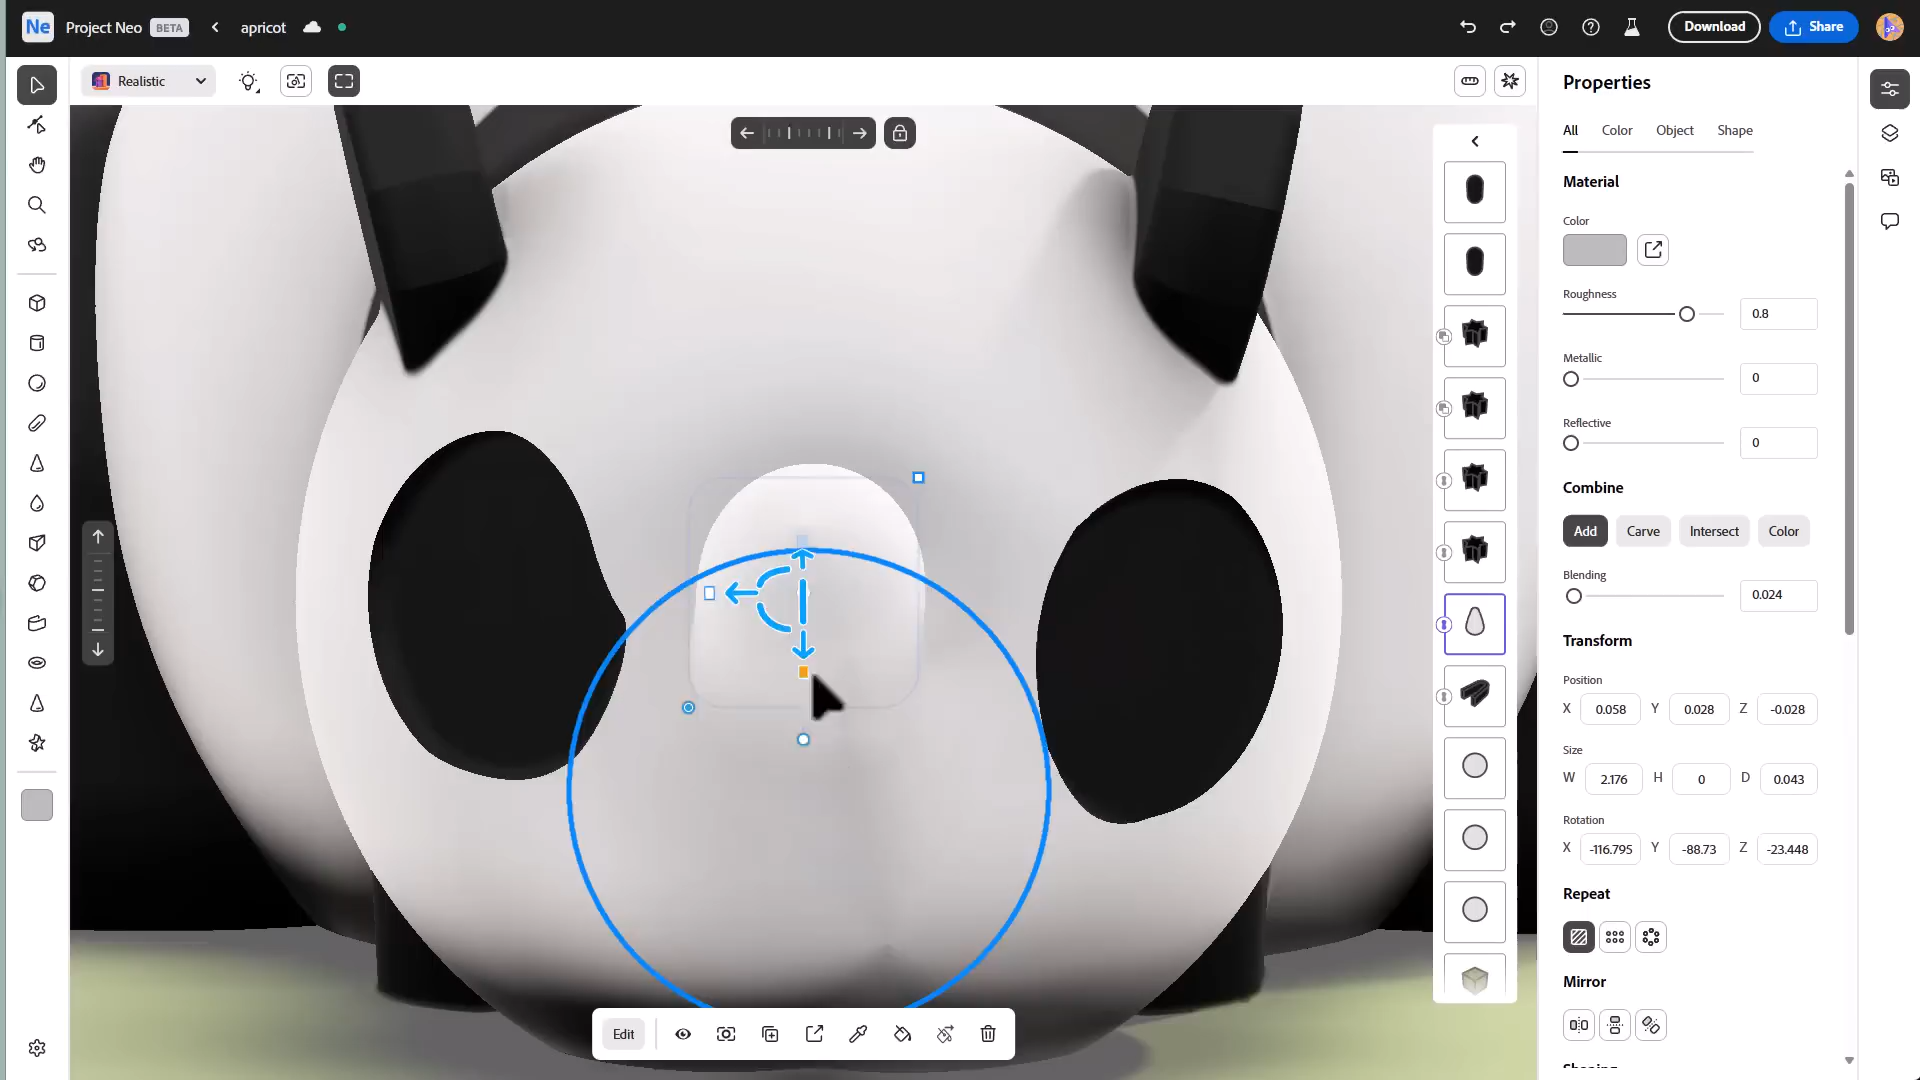 Ne Project Neo BETA apricot Download Share
Realistic
Properties
All Color Object Shape
Material
Color
Roughness
0.8
Metallic
0
Reflective
0
Combine
Add Carve Intersect Color
Blending
0.024
Transform
Position
X 0.058 Y 0.028 Z -0.028
Size
W 2.176 H 0 D 0.043
Rotation
X -116.795 Y -88.73 Z -23.448
Repeat
Mirror
Edit